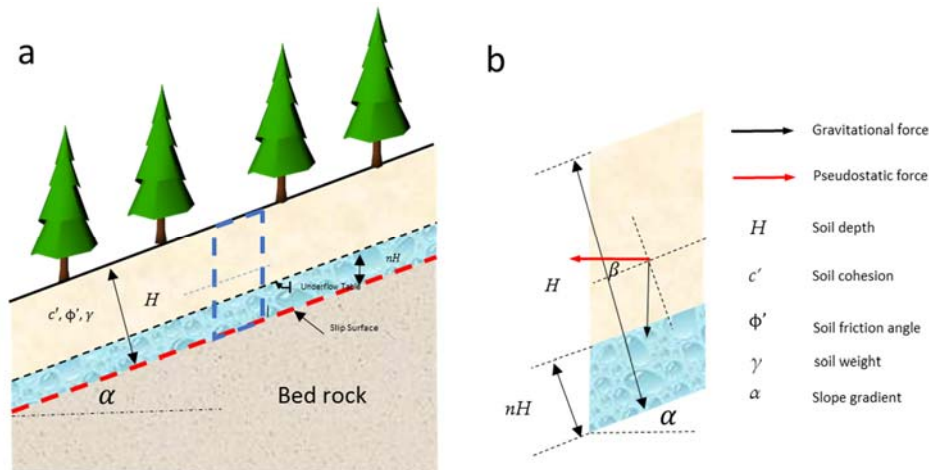 a
H
nH
Underflow Table
c', ϕ', γ
Slip Surface
α
Bed rock
b
β
H
nH
α
Gravitational force
Pseudostatic force
H Soil depth
c' Soil cohesion
ϕ' Soil friction angle
γ soil weight
α Slope gradient